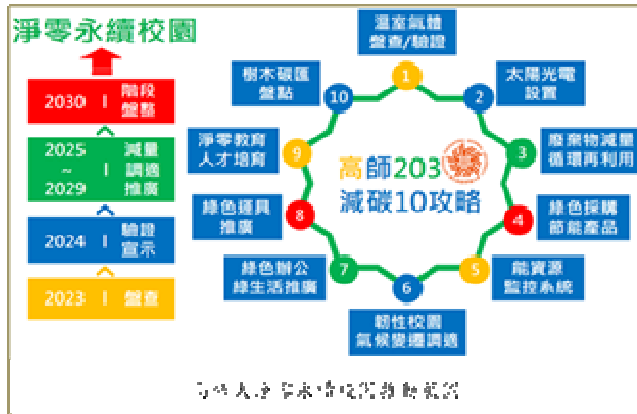 淨零永續校園
2030 | 階段
盤整
2025
~
2029 | 減量
調適
推廣
2024 | 驗證
宣示
2023 | 盤查
高師203
減碳10攻略
1
溫室氣體
盤查/驗證
2
太陽光電
設置
3
廢棄物減量
循環再利用
4
綠色採購
節能產品
5
能資源
監控系統
6
韌性校園
氣候變遷調適
7
綠色辦公
綠生活推廣
8
綠色運具
推廣
9
淨零教育
人才培育
10
樹木碳匯
盤點